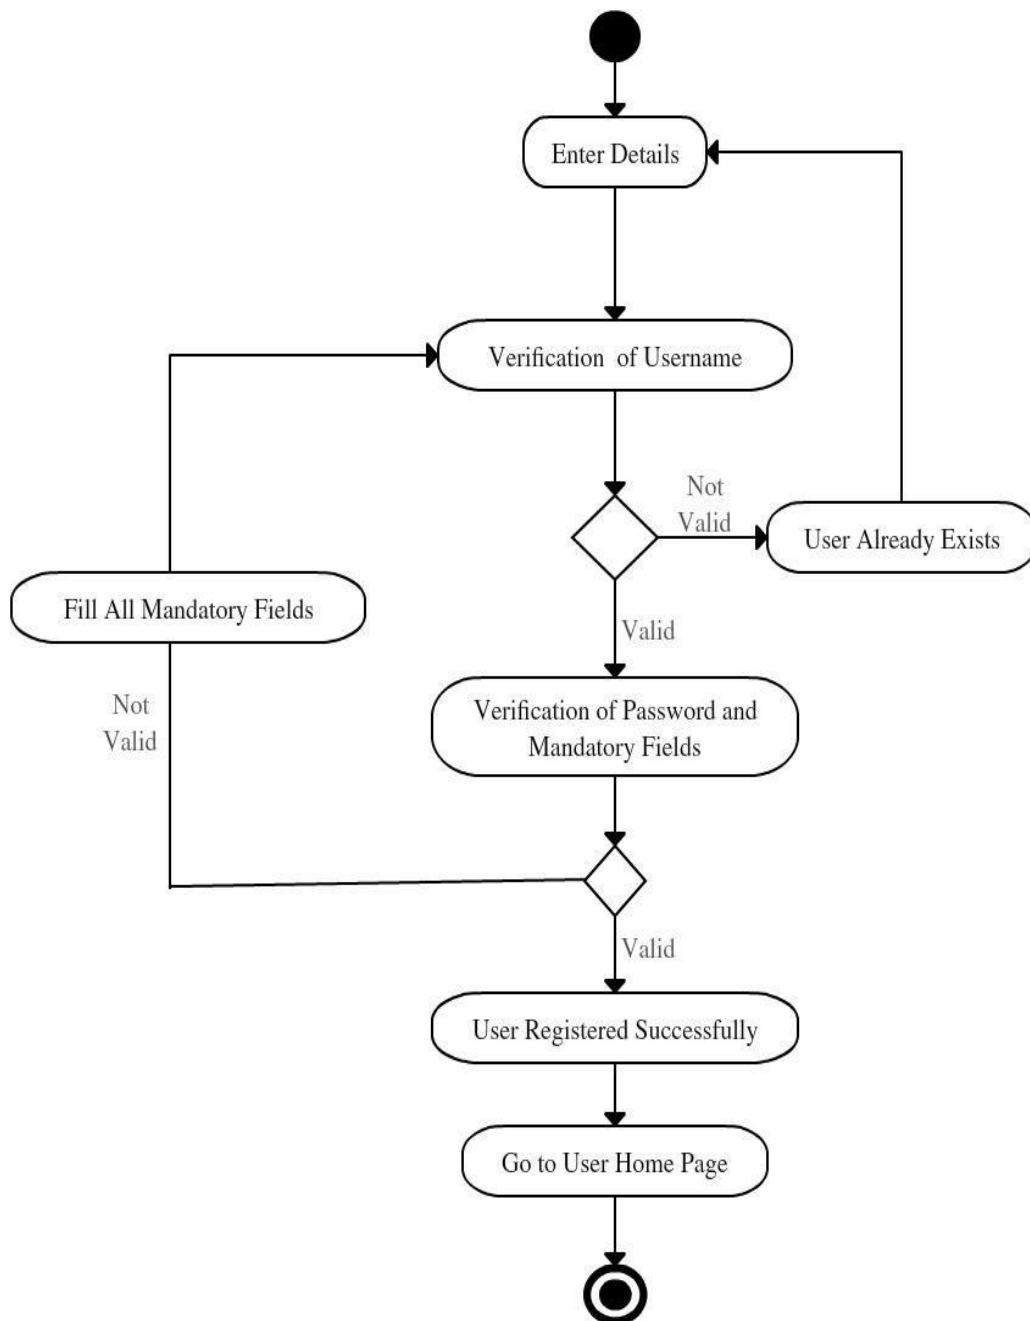 Enter Details
Verification of Username
Not
Valid
User Already Exists
Fill All Mandatory Fields
Valid
Not
Valid
Verification of Password and
Mandatory Fields
Valid
User Registered Successfully
Go to User Home Page